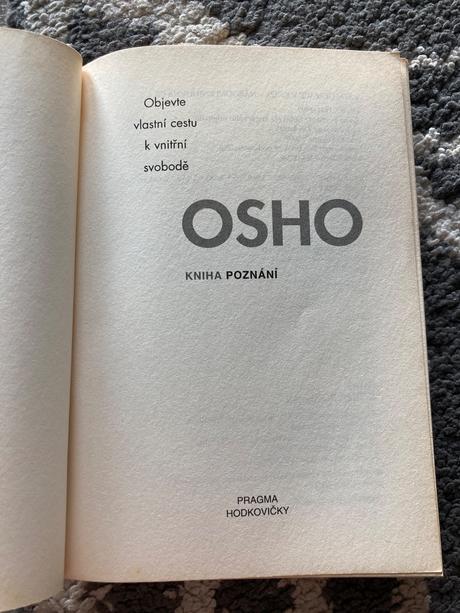 Objevte
vlastní cestu
k vnitřní
svobodě
OSHO
KNIHA POZNÁNÍ
PRAGMA
HODKOVIČKY